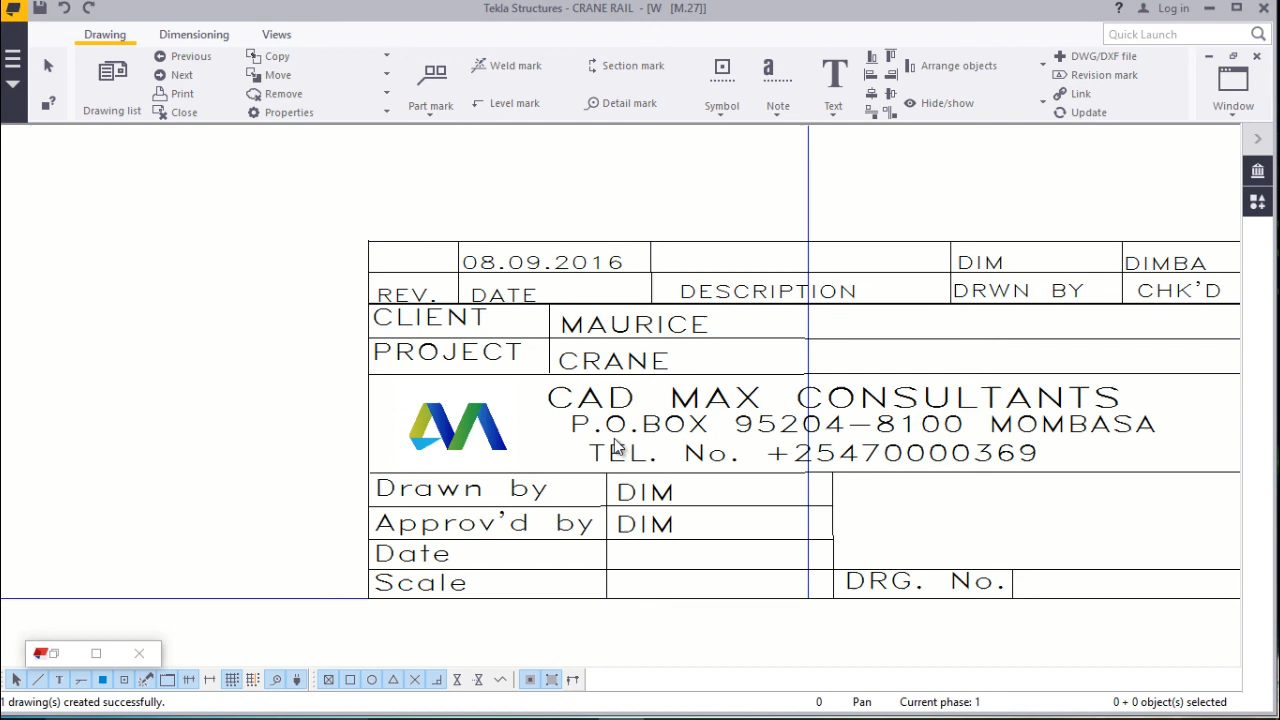 Tekla Structures - CRANE RAIL - [W [M.27]]
? Log in
Drawing Dimensioning Views
Quick Launch
Drawing list
Previous
Next
Print
Close
Copy
Move
Remove
Properties
Part mark
Weld mark
Level mark
Section mark
Detail mark
Symbol
Note
Text
Arrange objects
Hide/show
DWG/DXF file
Revision mark
Link
Update
Window
08.09.2016 DIM DIMBA
REV. DATE DESCRIPTION DRWN BY CHK'D
CLIENT MAURICE
PROJECT CRANE
CAD MAX CONSULTANTS
P.O.BOX 95204-8100 MOMBASA
TEL. No. +25470000369
Drawn by DIM
Approv'd by DIM
Date
Scale DRG. No.
1 drawing(s) created successfully. 0 Pan Current phase: 1 0 + 0 object(s) selected